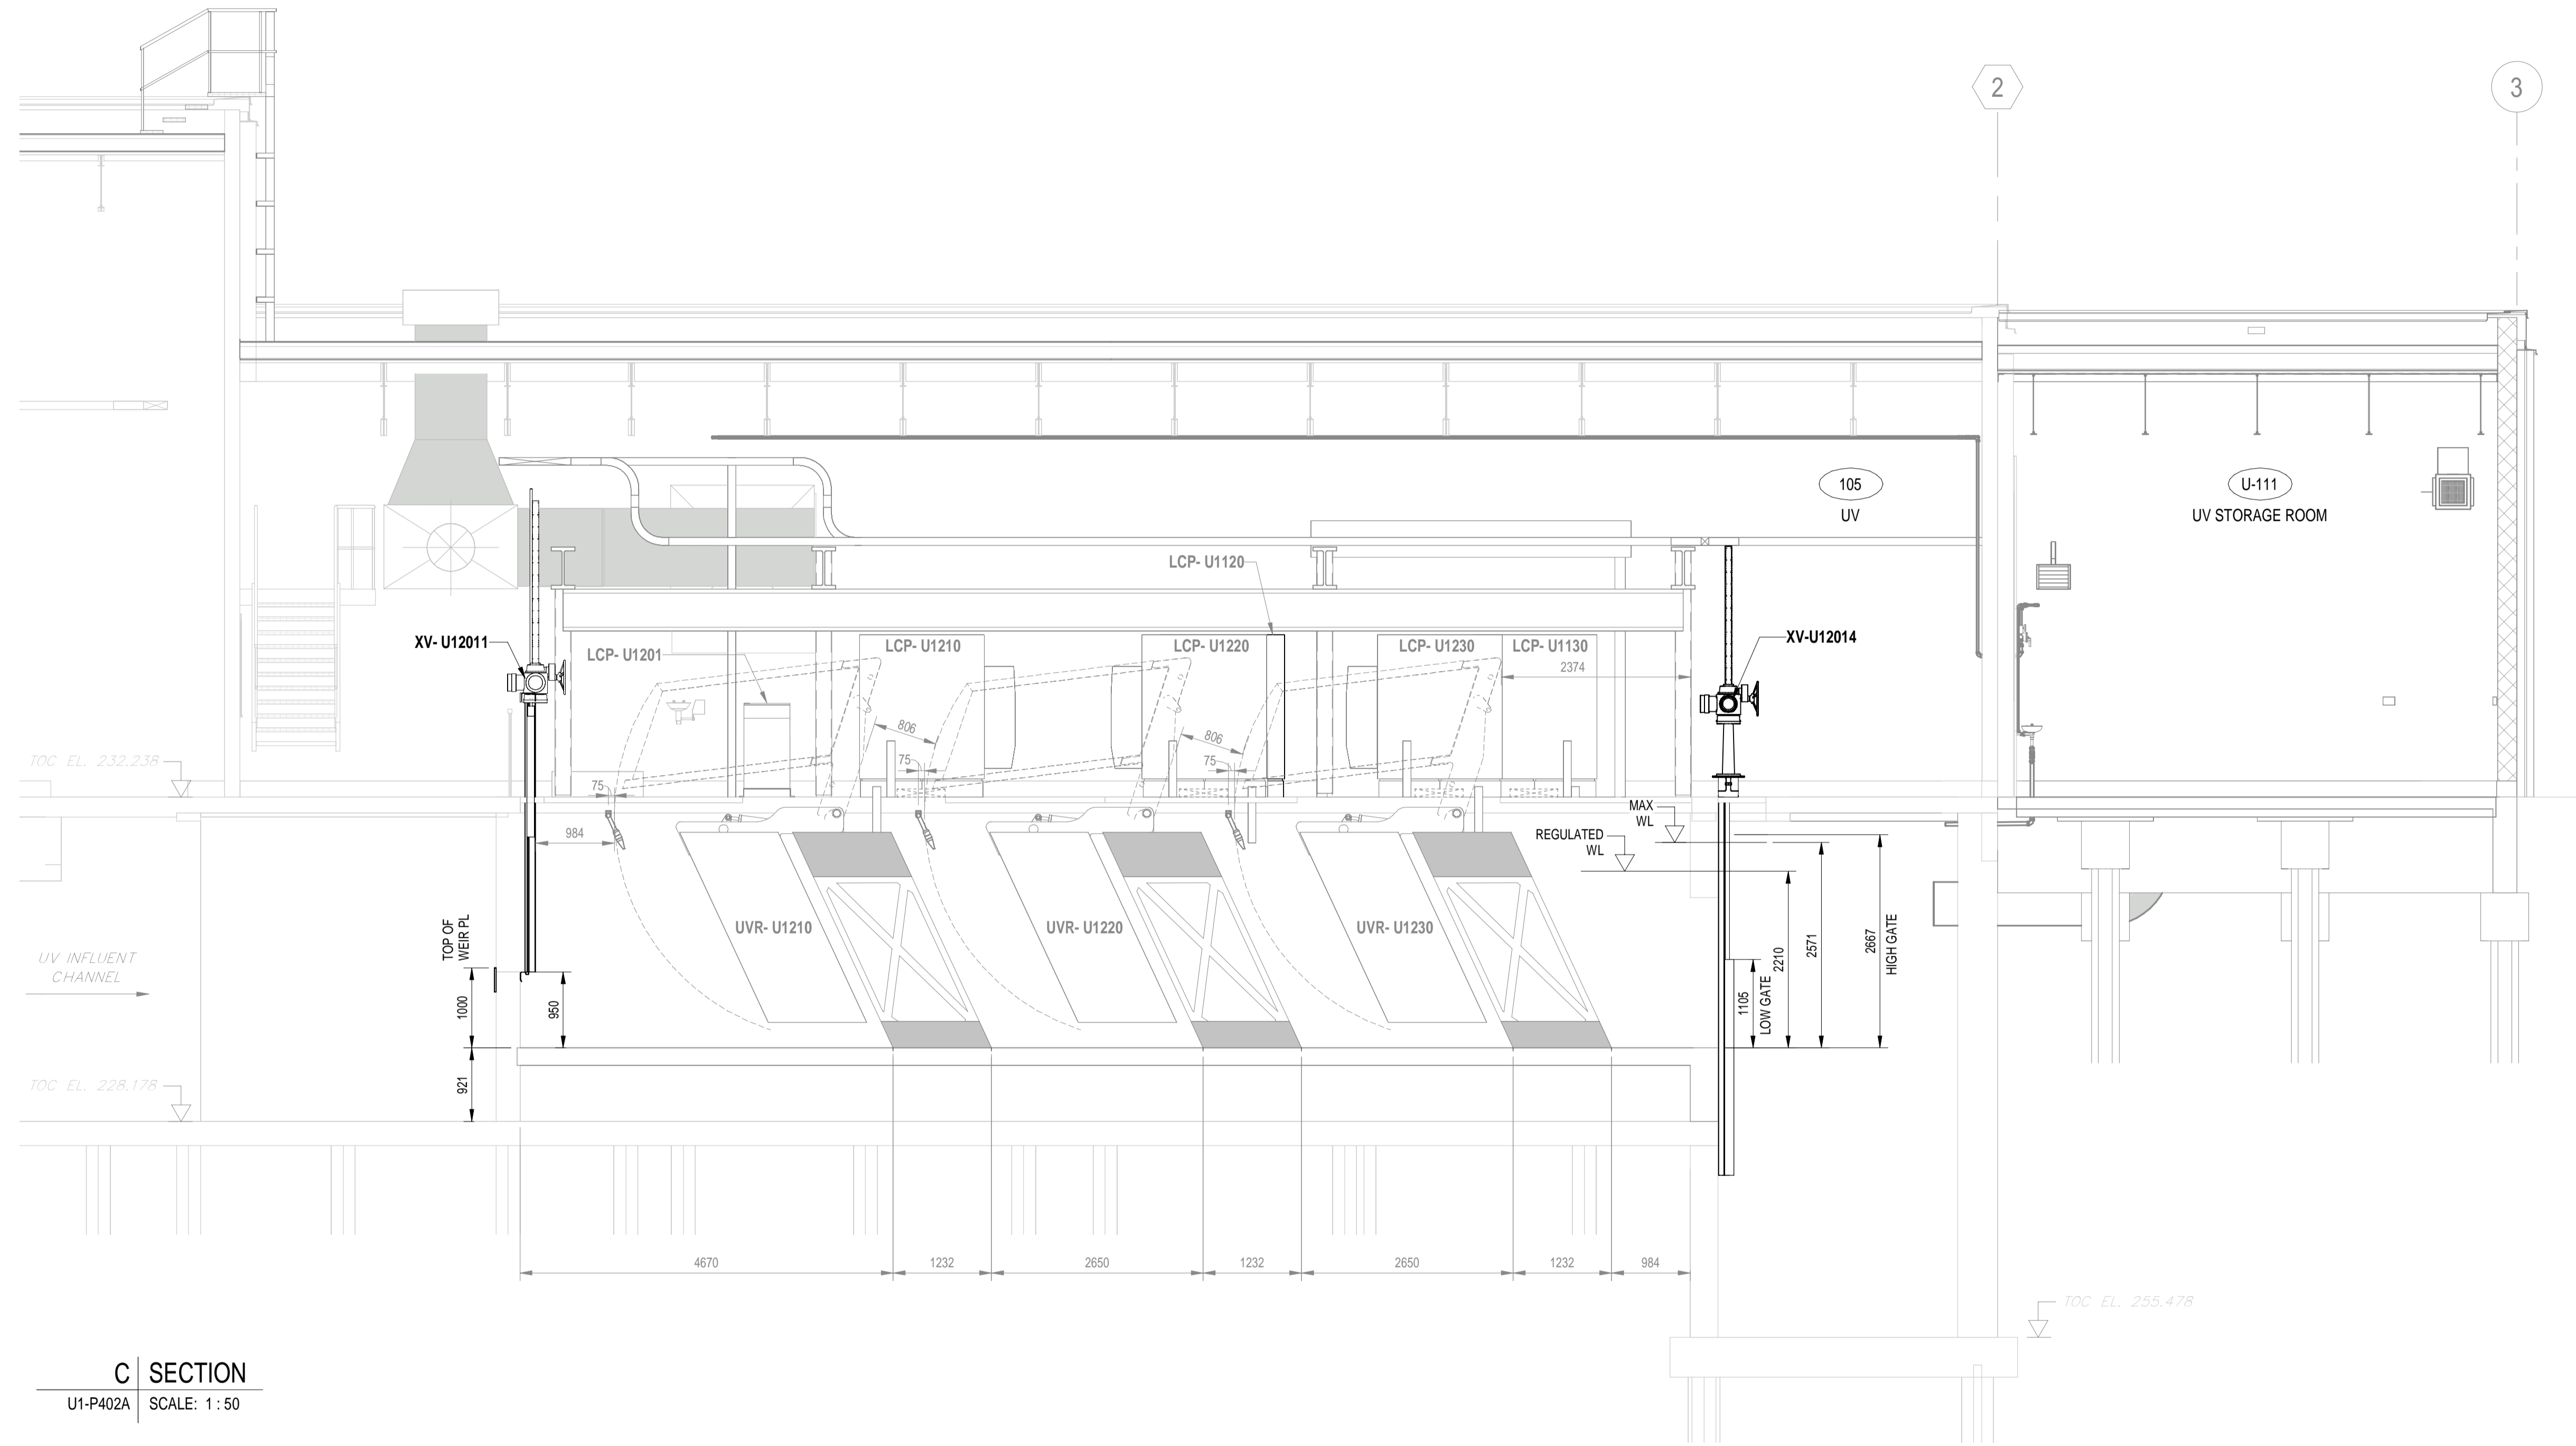 2
3
105
UV
U-111
UV STORAGE ROOM
LCP- U1120
XV- U12011
LCP- U1201
LCP- U1210
LCP- U1220
LCP- U1230
LCP- U1130
2374
XV-U12014
806
806
75
75
75
TOC EL. 232.238
984
MAX
WL
REGULATED
WL
UVR- U1210
UVR- U1220
UVR- U1230
TOP OF
WEIR PL
UV INFLUENT
CHANNEL
1000
950
921
1105
LOW GATE
2210
2571
2667
HIGH GATE
TOC EL. 228.178
4670
1232
2650
1232
2650
1232
984
TOC EL. 255.478
C SECTION
U1-P402A SCALE: 1 : 50